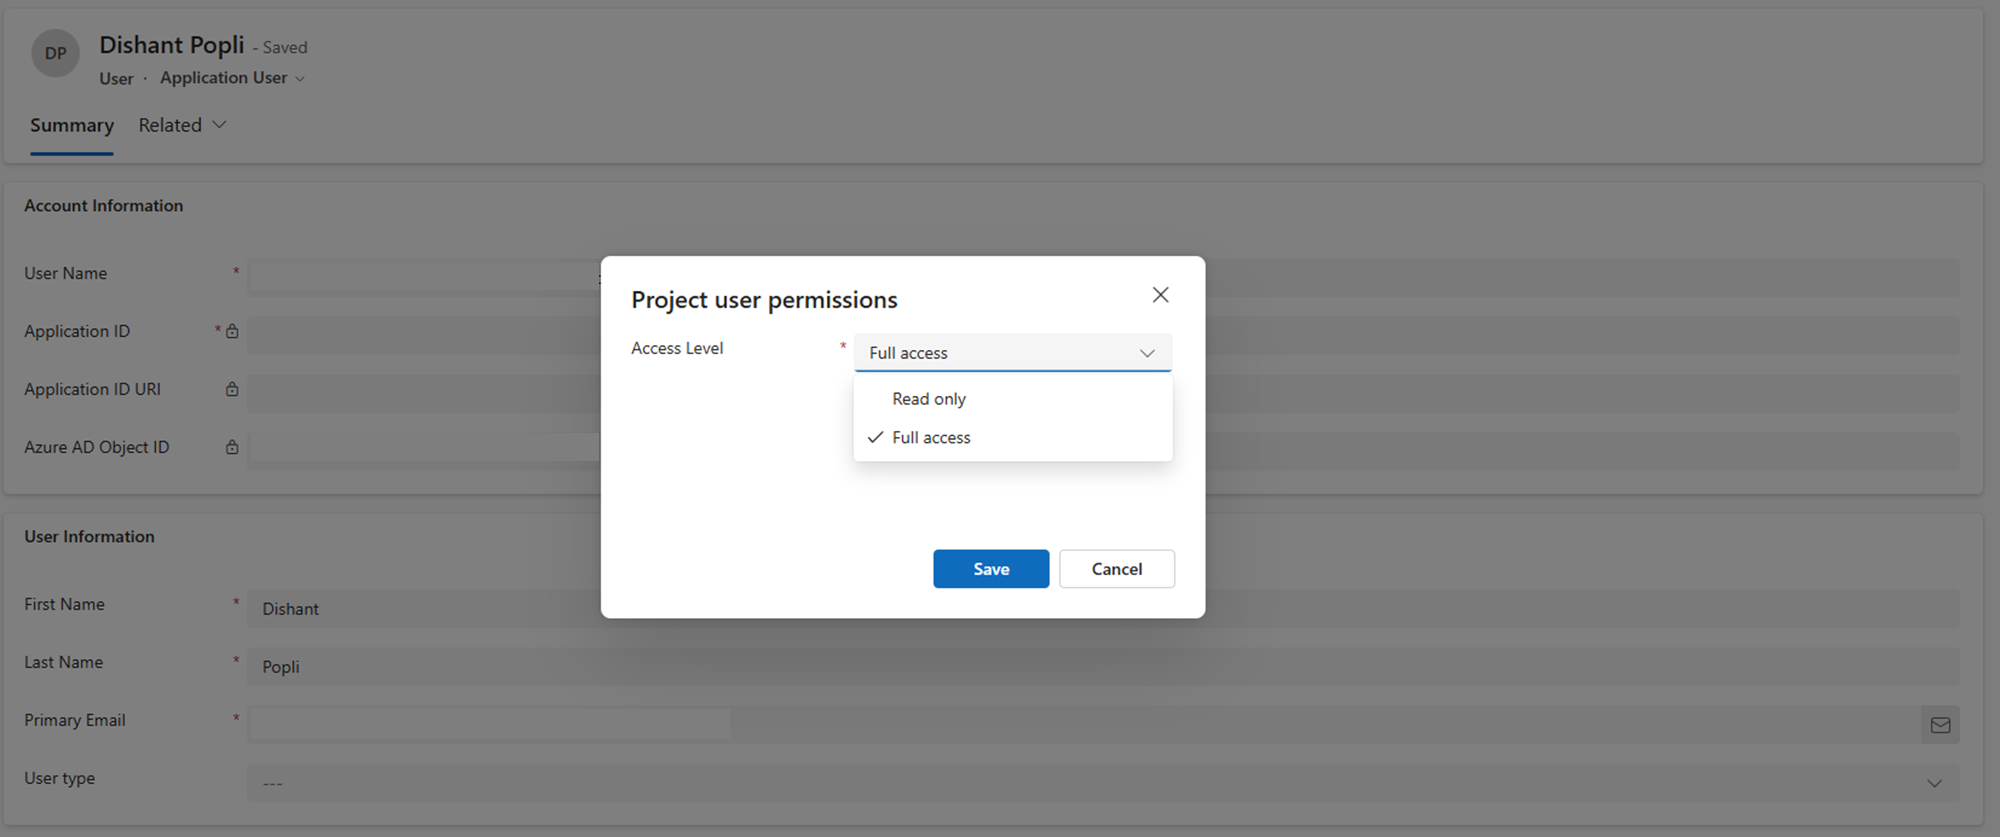 DP
Dishant Popli - Saved
User · Application User
Summary Related
Account Information
User Name *
Application ID *
Application ID URI
Azure AD Object ID
Project user permissions
Access Level * Full access
Read only
Full access
Save Cancel
User Information
First Name * Dishant
Last Name * Popli
Primary Email *
User type ---